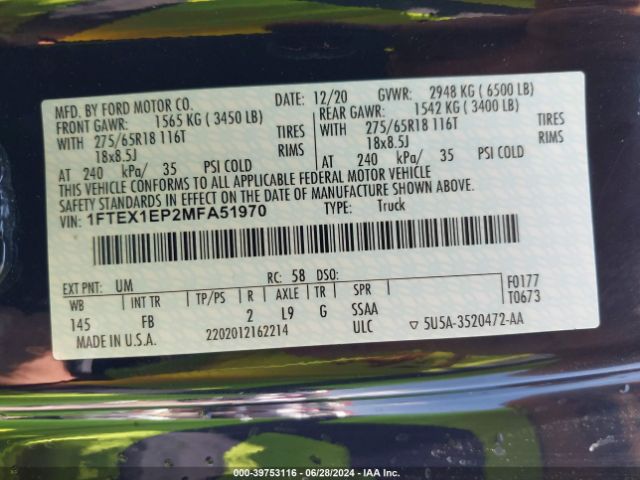 MFD. BY FORD MOTOR CO. DATE: 12/20 GVWR: 2948 KG ( 6500 LB)
FRONT GAWR: 1565 KG ( 3450 LB) REAR GAWR: 1542 KG ( 3400 LB)
WITH 275/65R18 116T TIRES WITH 275/65R18 116T TIRES
18x8.5J RIMS 18x8.5J RIMS
AT 240 kPa/ 35 PSI COLD AT 240 kPa/ 35 PSI COLD
THIS VEHICLE CONFORMS TO ALL APPLICABLE FEDERAL MOTOR VEHICLE
SAFETY STANDARDS IN EFFECT ON THE DATE OF MANUFACTURE SHOWN ABOVE.
VIN: 1FTEX1EP2MFA51970 TYPE: Truck
EXT PNT: UM RC: 58 DSO: F0177
WB INT TR TP/PS R AXLE TR SPR T0673
145 FB 2 L9 G SSAA
MADE IN U.S.A. 2202012162214 ULC ▽ 5U5A-3520472-AA
000-39753116 - 06/28/2024 - IAA Inc.